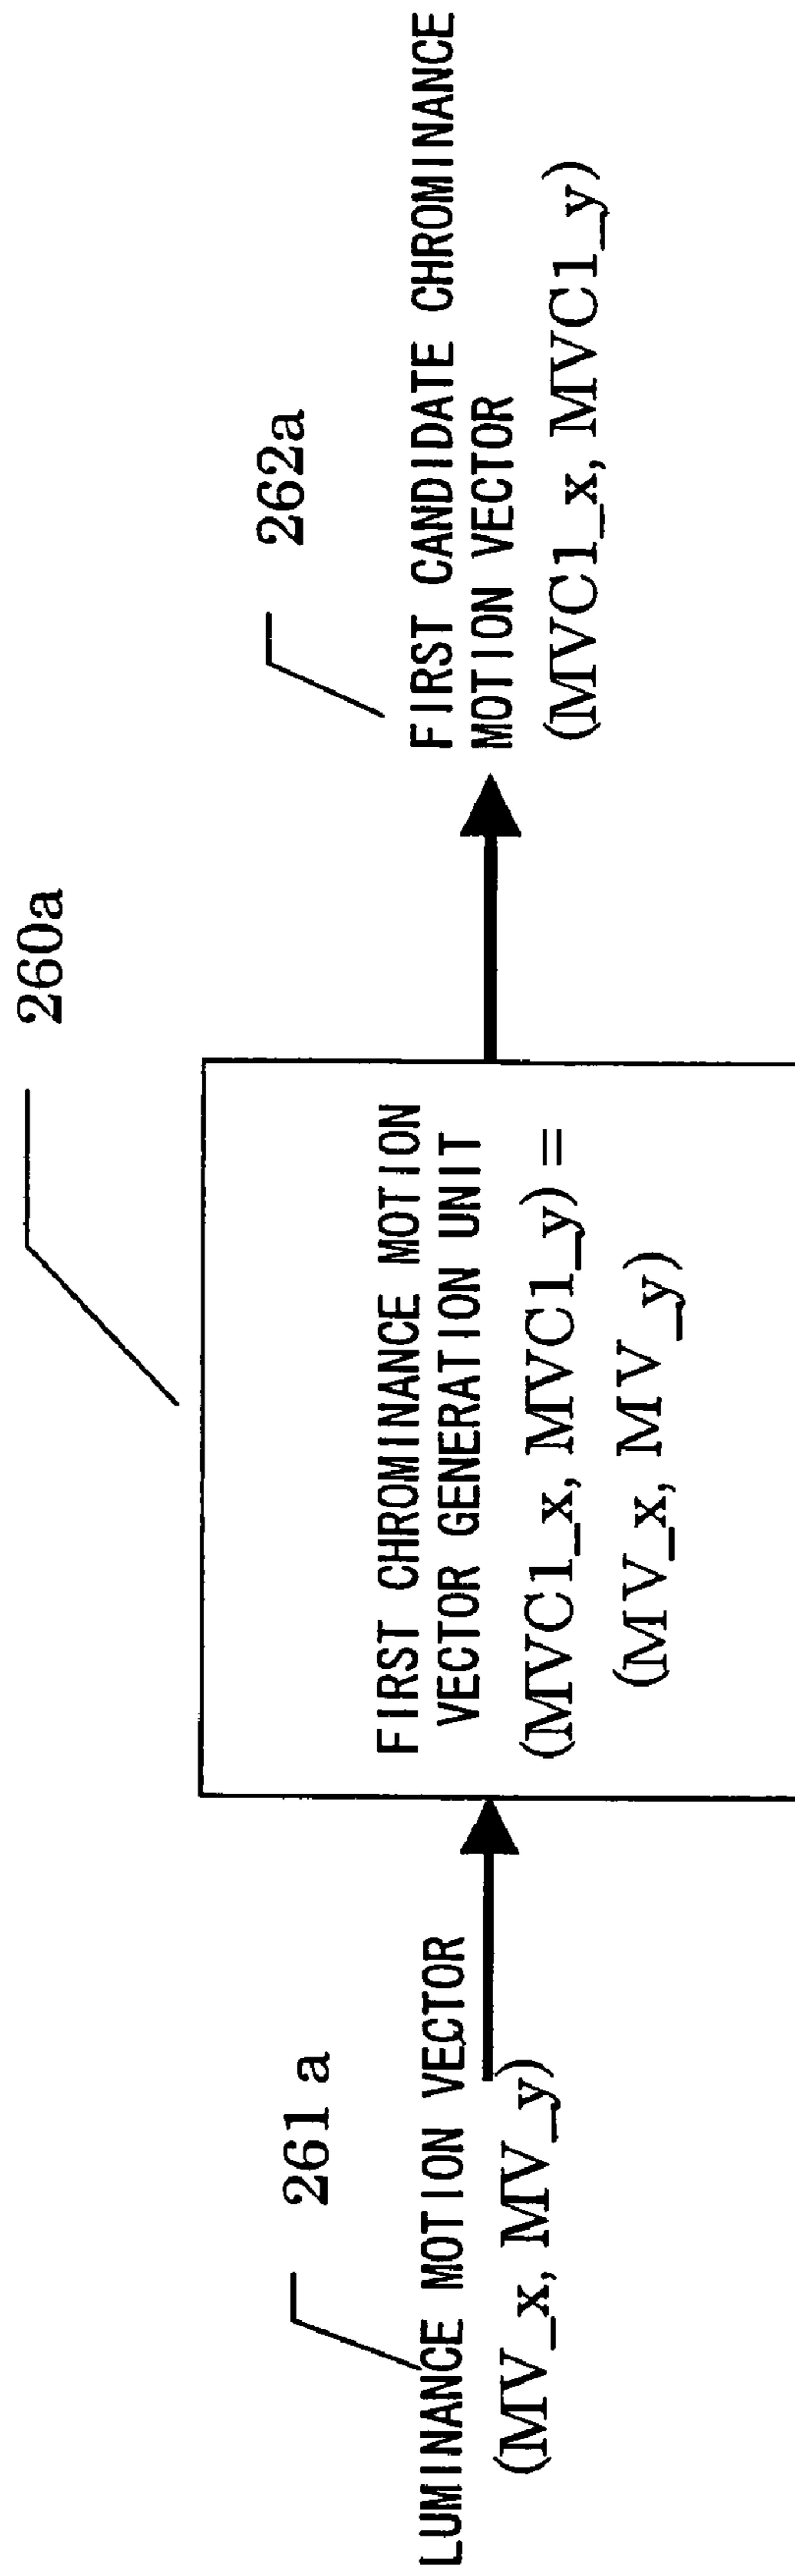 260a
261 a
LUMINANCE MOTION VECTOR
(MV_x, MV_y)
FIRST CHROMINANCE MOTION
VECTOR GENERATION UNIT
(MVC1_x, MVC1_y) =
(MV_x, MV_y)
262a
FIRST CANDIDATE CHROMINANCE
MOTION VECTOR
(MVC1_x, MVC1_y)